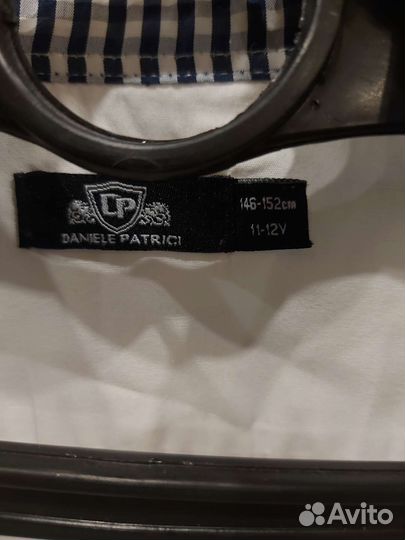 DP
DANIELE PATRICI
146-152cm
11-12Y
Avito